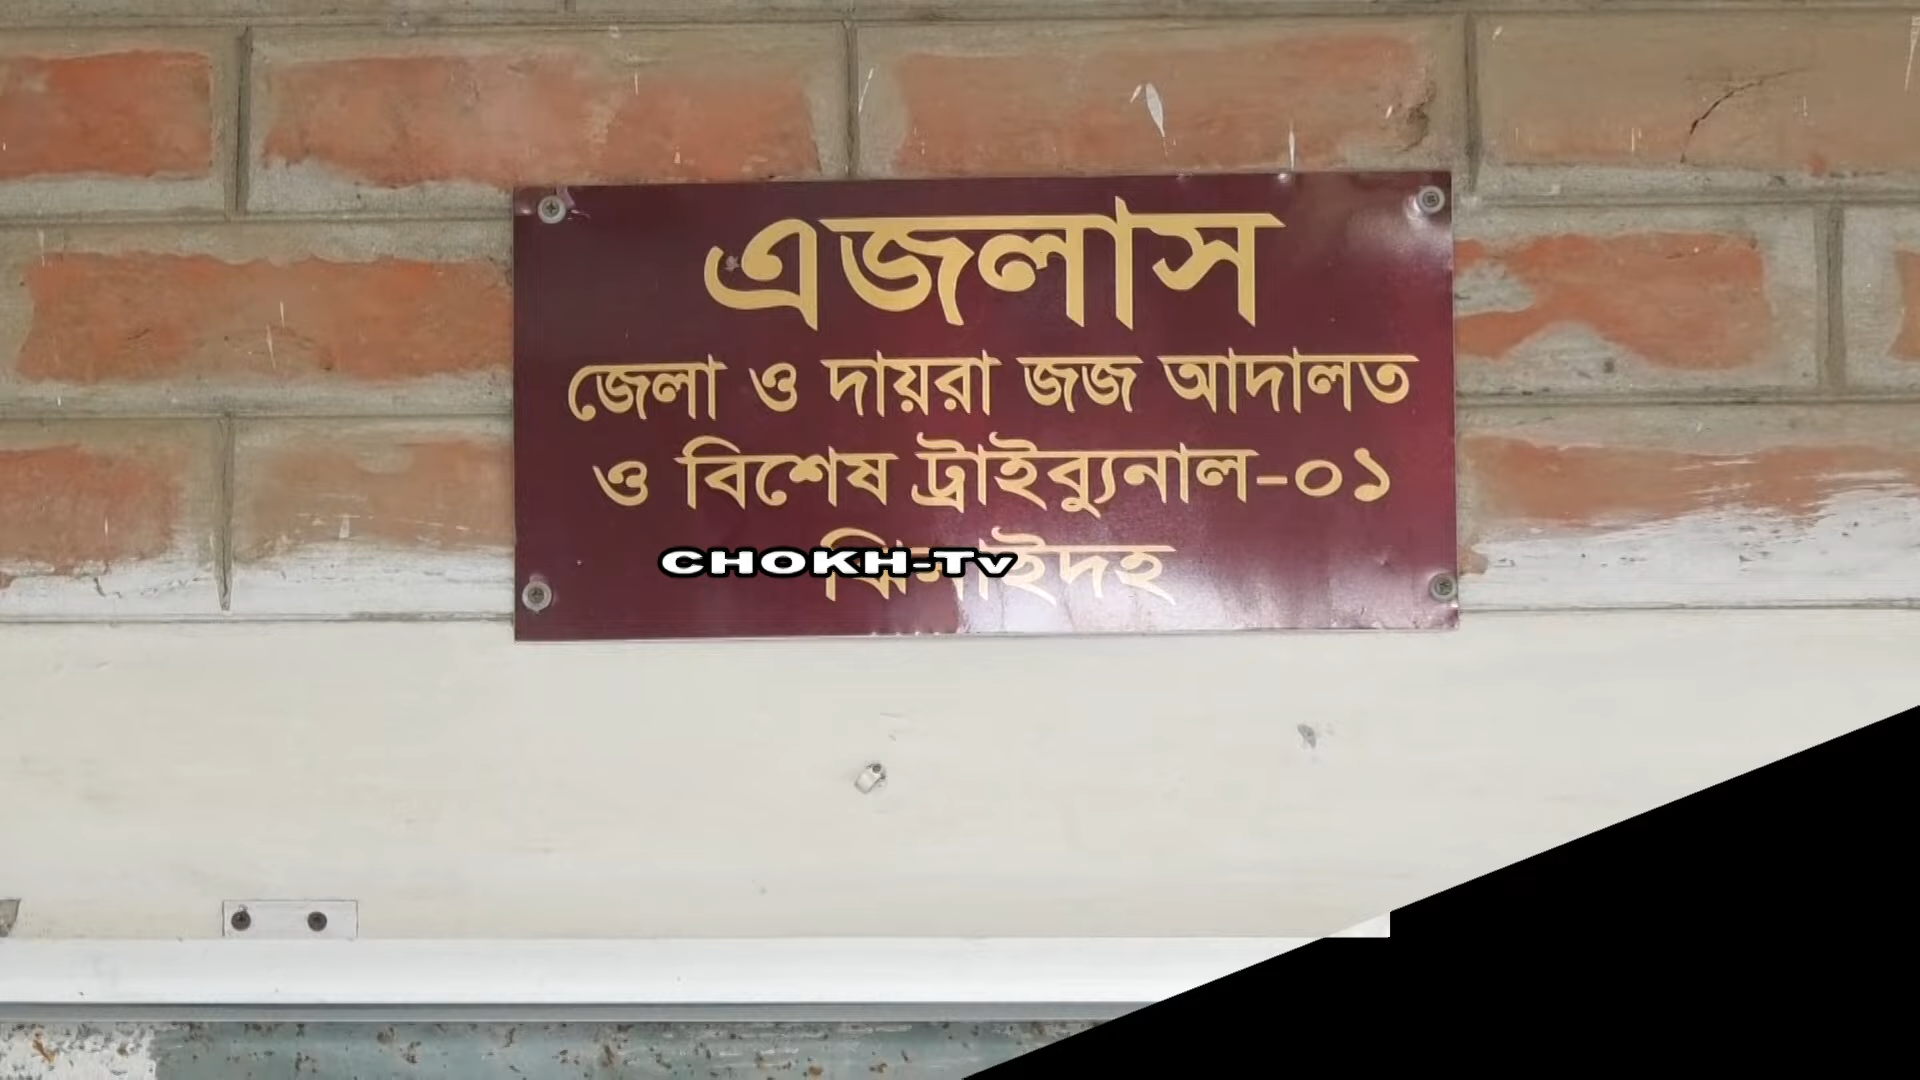 এজলাস
জেলা ও দায়রা জজ আদালত
ও বিশেষ ট্রাইব্যুনাল-০১
ঝিনাইদহ
CHOKH-Tv